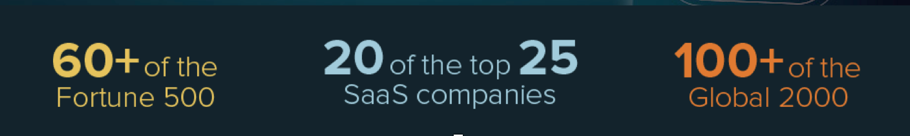 60+ of the
Fortune 500
20 of the top 25
SaaS companies
100+ of the
Global 2000